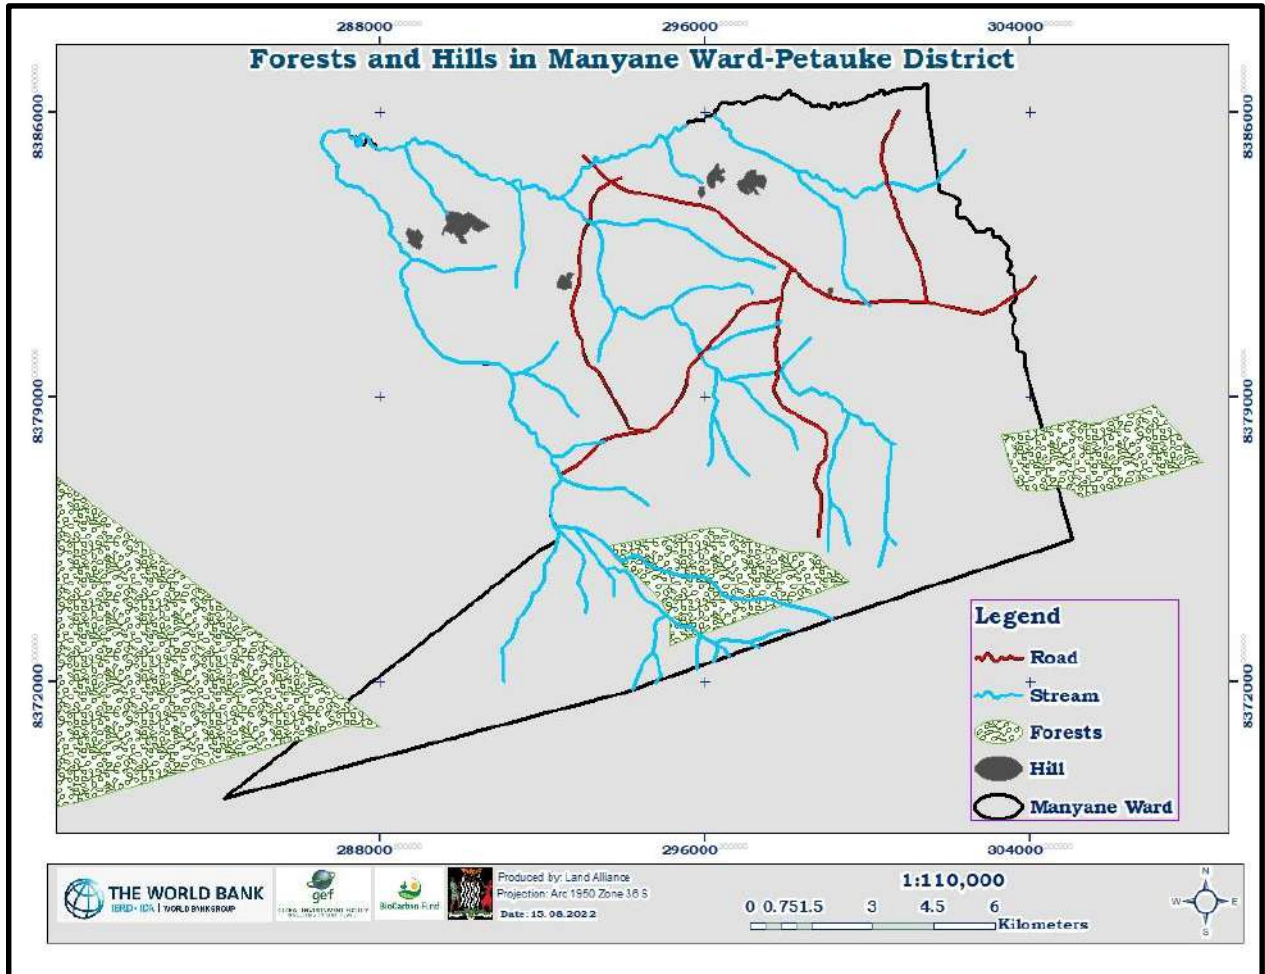 288000 296000 304000
Forests and Hills in Manyane Ward-Petauke District
8386000 8386000
8379000 8379000
8372000 8372000
Legend
Road
Stream
Forests
Hill
Manyane Ward
288000 296000 304000
THE WORLD BANK
IBRD • IDA | WORLD BANK GROUP
gef
GLOBAL ENVIRONMENT FACILITY
BioCarbon Fund
Produced by: Land Alliance
Projection: Arc 1950 Zone 36 S
Date: 15.08.2022
1:110,000
0 0.75 1.5 3 4.5 6
Kilometers
N
W E
S